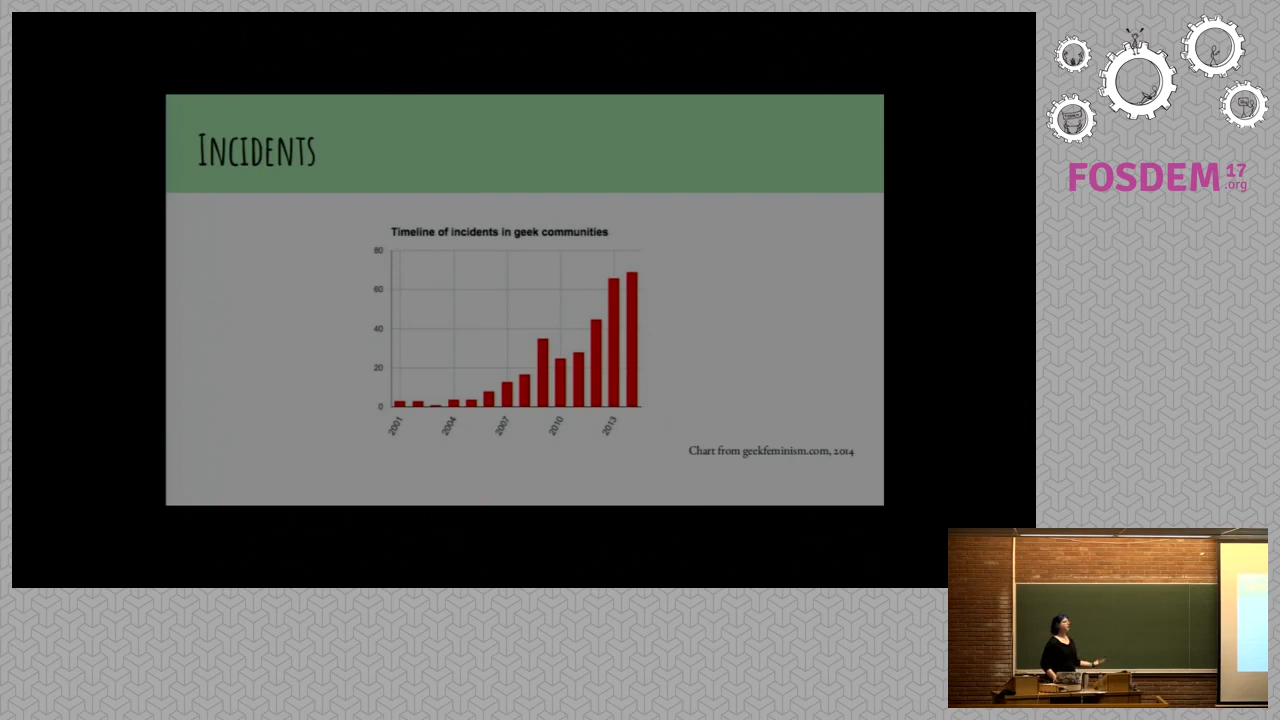 INCIDENTS
Timeline of incidents in geek communities
80
60
40
20
0
2001
2004
2007
2010
2013
Chart from geekfeminism.com, 2014
FOSDEM 17
.org